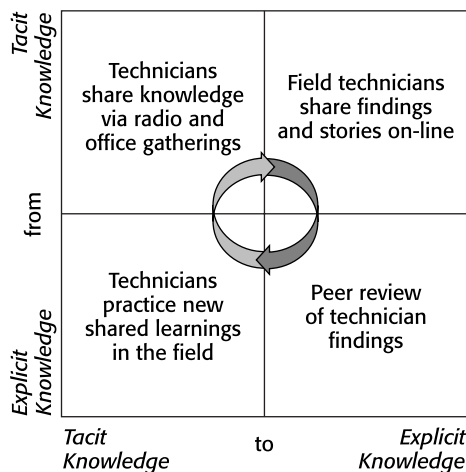 Tacit
Knowledge
Technicians
share knowledge
via radio and
office gatherings
Field technicians
share findings
and stories on-line
from
Explicit
Knowledge
Technicians
practice new
shared learnings
in the field
Peer review
of technician
findings
Tacit
Knowledge
to
Explicit
Knowledge